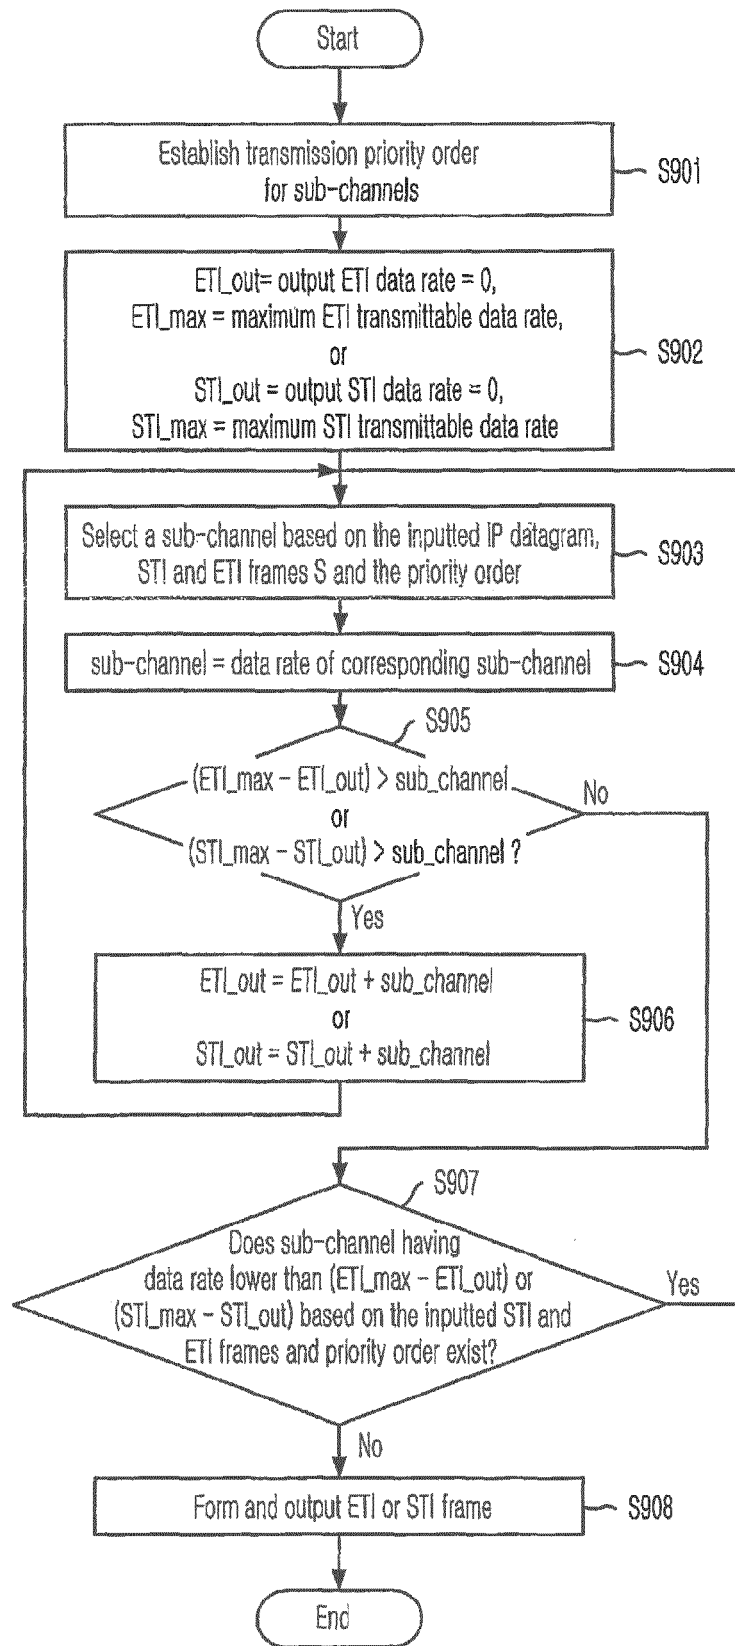 Start
Establish transmission priority order
for sub-channels
S901
ETI_out= output ETI data rate = 0,
ETI_max = maximum ETI transmittable data rate,
or
STI_out = output STI data rate = 0,
STI_max = maximum STI transmittable data rate
S902
Select a sub-channel based on the inputted IP datagram,
STI and ETI frames S and the priority order
S903
sub-channel = data rate of corresponding sub-channel
S904
S905
(ETI_max - ETI_out) > sub_channel
or
(STI_max - STI_out) > sub_channel ?
No
Yes
ETI_out = ETI_out + sub_channel
or
STI_out = STI_out + sub_channel
S906
S907
Does sub-channel having
data rate lower than (ETI_max - ETI_out) or
(STI_max - STI_out) based on the inputted STI and
ETI frames and priority order exist?
Yes
No
Form and output ETI or STI frame
S908
End